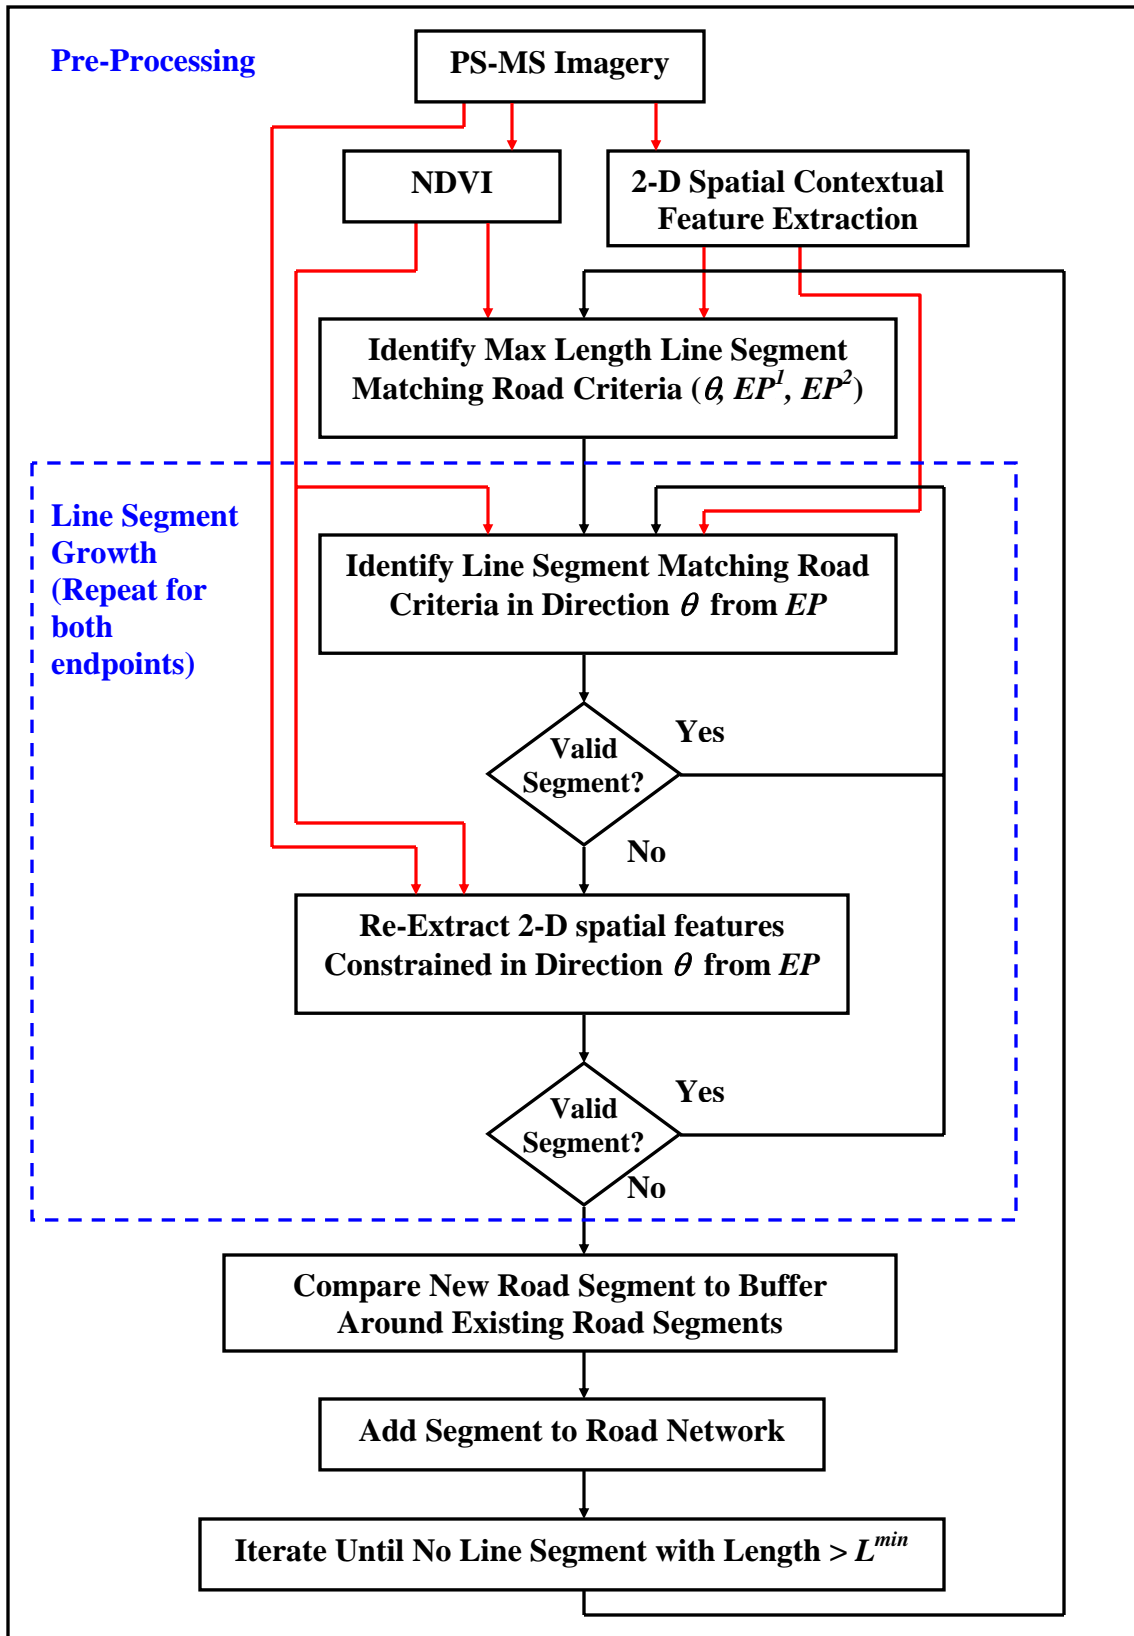 Pre-Processing
PS-MS Imagery
NDVI
2-D Spatial Contextual
Feature Extraction
Identify Max Length Line Segment
Matching Road Criteria (θ, EP¹, EP²)
Line Segment
Growth
(Repeat for
both
endpoints)
Identify Line Segment Matching Road
Criteria in Direction θ from EP
Valid
Segment?
Yes
No
Re-Extract 2-D spatial features
Constrained in Direction θ from EP
Valid
Segment?
Yes
No
Compare New Road Segment to Buffer
Around Existing Road Segments
Add Segment to Road Network
Iterate Until No Line Segment with Length > L^min